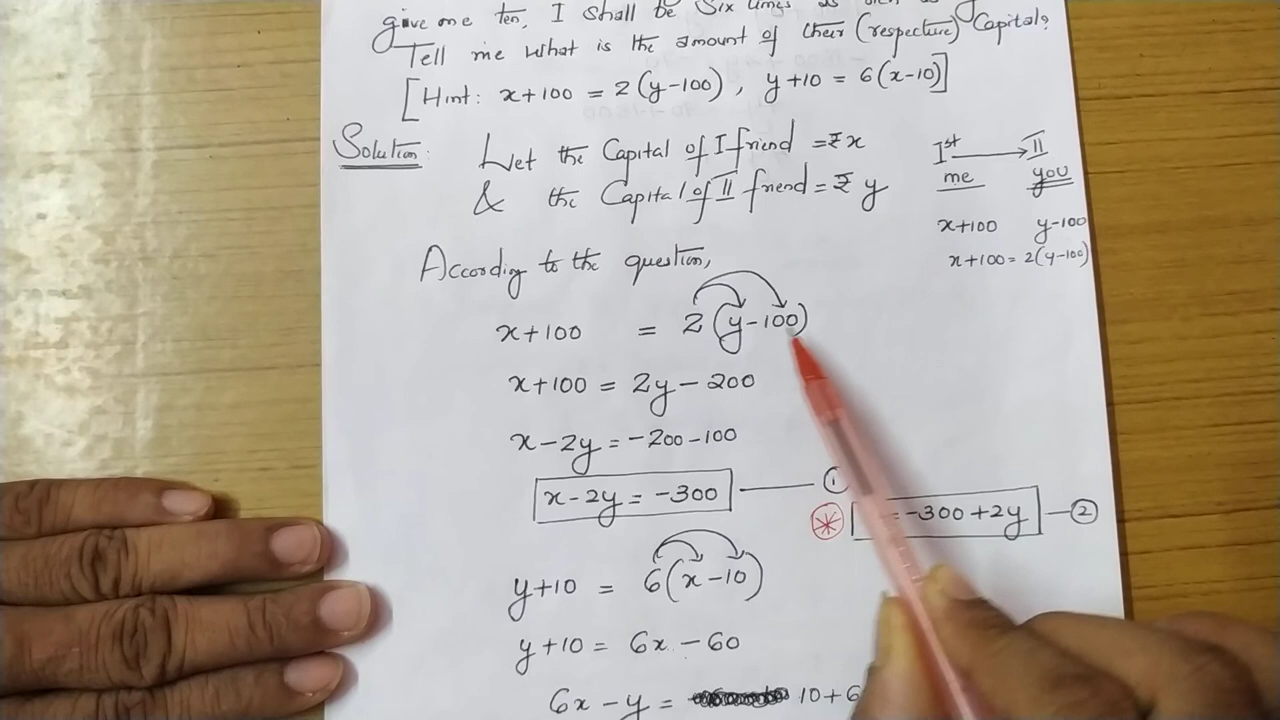 give me ten, I shall be Six times as
Tell me what is the amount of their (respective) Capital?
[Hint: x+100 = 2(y-100), y+10 = 6(x-10)]
Solution: Let the Capital of I friend = ₹ x
& the Capital of II friend = ₹ y
Ist → II
me you
x+100 y-100
x+100 = 2(y-100)
According to the question,
x+100 = 2(y-100)
x+100 = 2y - 200
x-2y = -200-100
x-2y = -300 — ①
= -300+2y — ②
y+10 = 6(x-10)
y+10 = 6x - 60
6x - y = 10+6